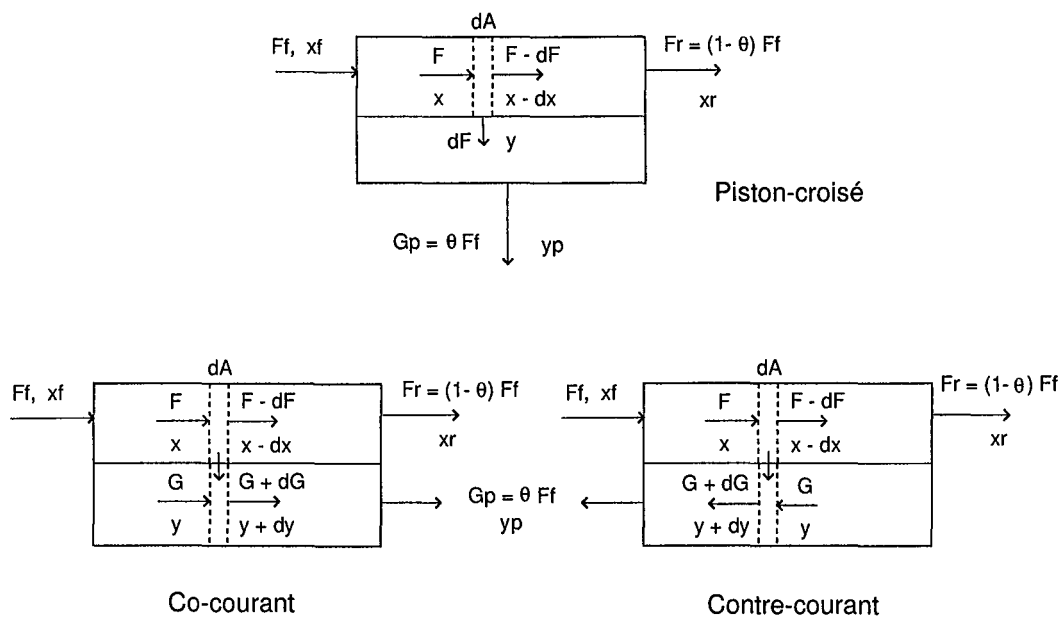 dA
Ff, xf
F
F - dF
Fr = (1- θ) Ff
x
x - dx
xr
dF
y
Piston-croisé
Gp = θ Ff
yp
dA
Ff, xf
F
F - dF
Fr = (1- θ) Ff
x
x - dx
xr
G
G + dG
y
y + dy
Gp = θ Ff
yp
Co-courant
dA
Ff, xf
F
F - dF
Fr = (1- θ) Ff
x
x - dx
xr
G + dG
G
y + dy
y
Contre-courant